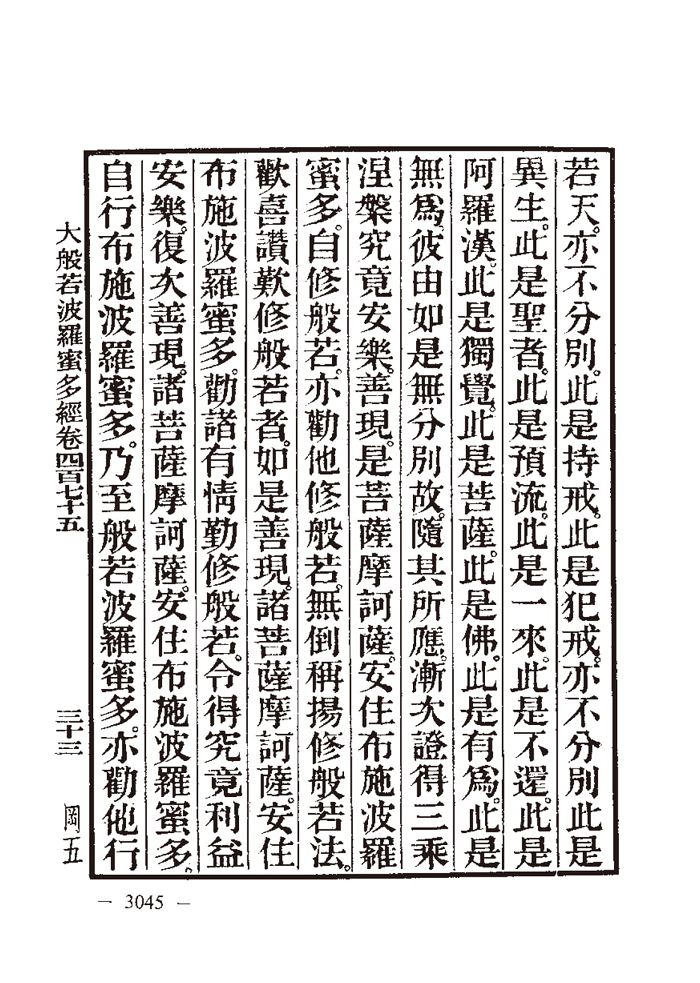 若天。亦不分別。此是持戒。此是犯戒。亦不分別此是
異生。此是聖者。此是預流。此是一來。此是不還。此是
阿羅漢。此是獨覺。此是菩薩。此是佛。此是有爲。此是
無爲。彼由如是無分別故。隨其所應。漸次證得三乘
涅槃究竟安樂。善現。是菩薩摩訶薩。安住布施波羅
蜜多。自修般若。亦勸他修般若。無倒稱揚修般若法。
歡喜讚歎修般若者。如是善現。諸菩薩摩訶薩。安住
布施波羅蜜多。勸諸有情勤修般若。令得究竟利益
安樂。復次善現。諸菩薩摩訶薩。安住布施波羅蜜多。
自行布施波羅蜜多。乃至般若波羅蜜多。亦勸他行
大般若波羅蜜多經卷四百七十五 三十三 岡五
— 3045 —